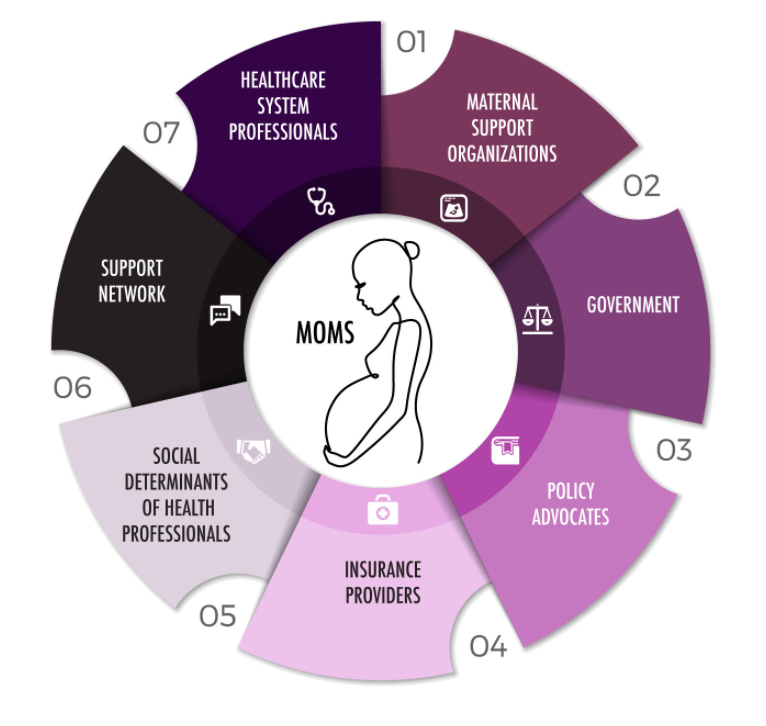 01
MATERNAL
SUPPORT
ORGANIZATIONS
02
GOVERNMENT
03
POLICY
ADVOCATES
04
INSURANCE
PROVIDERS
05
SOCIAL
DETERMINANTS
OF HEALTH
PROFESSIONALS
06
SUPPORT
NETWORK
07
HEALTHCARE
SYSTEM
PROFESSIONALS
MOMS